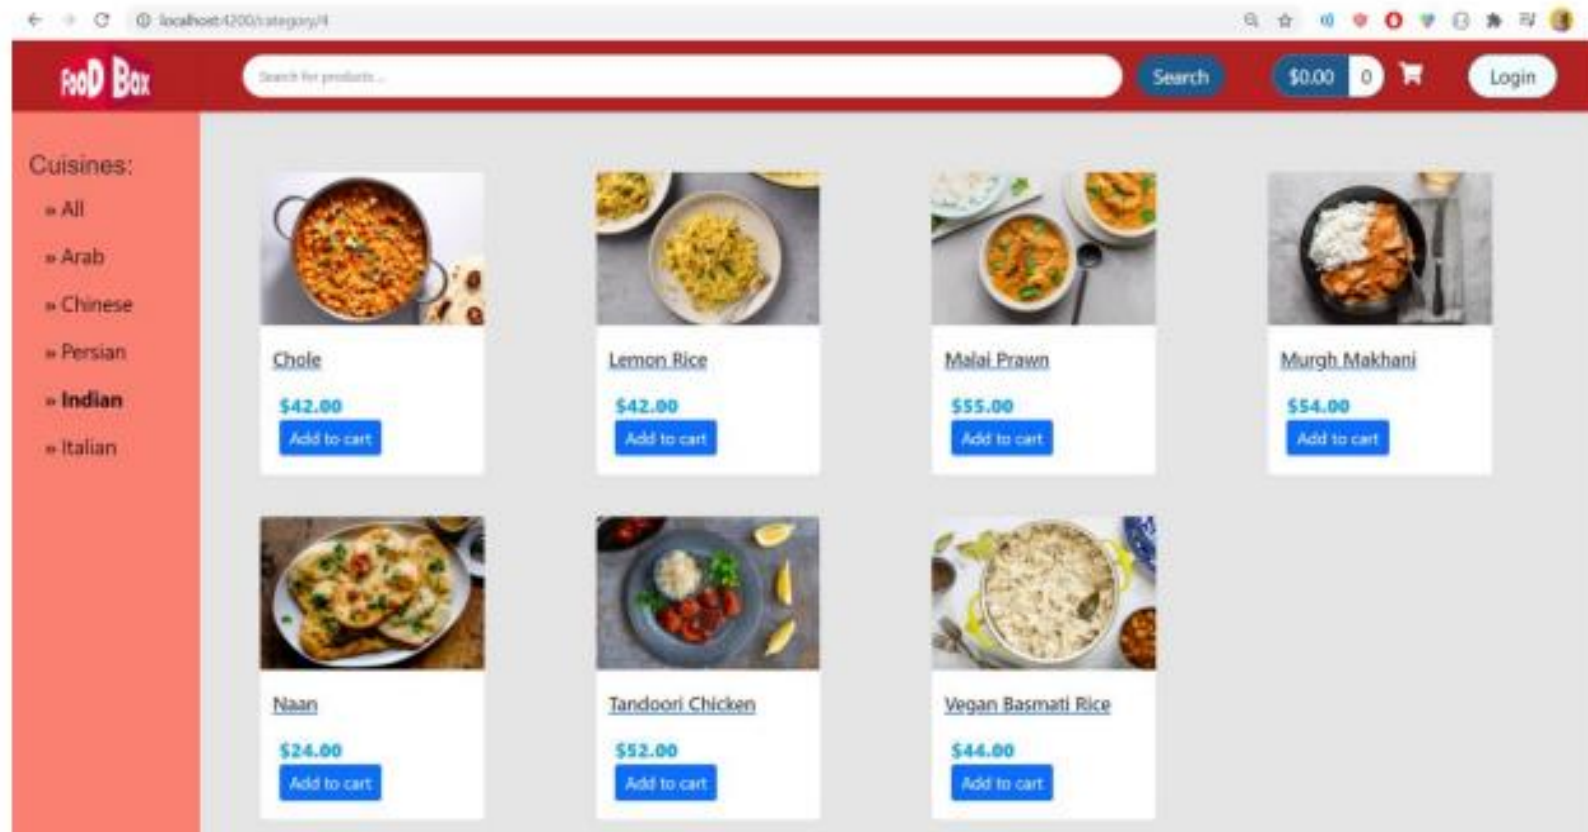 localhost:4200/category/4
FooD Box
Search for products ...
Search
$0.00
0
Login
Cuisines:
» All
» Arab
» Chinese
» Persian
» Indian
» Italian
Chole
Lemon Rice
Malai Prawn
Murgh Makhani
$42.00
$42.00
$55.00
$54.00
Add to cart
Add to cart
Add to cart
Add to cart
Naan
Tandoori Chicken
Vegan Basmati Rice
$24.00
$52.00
$44.00
Add to cart
Add to cart
Add to cart